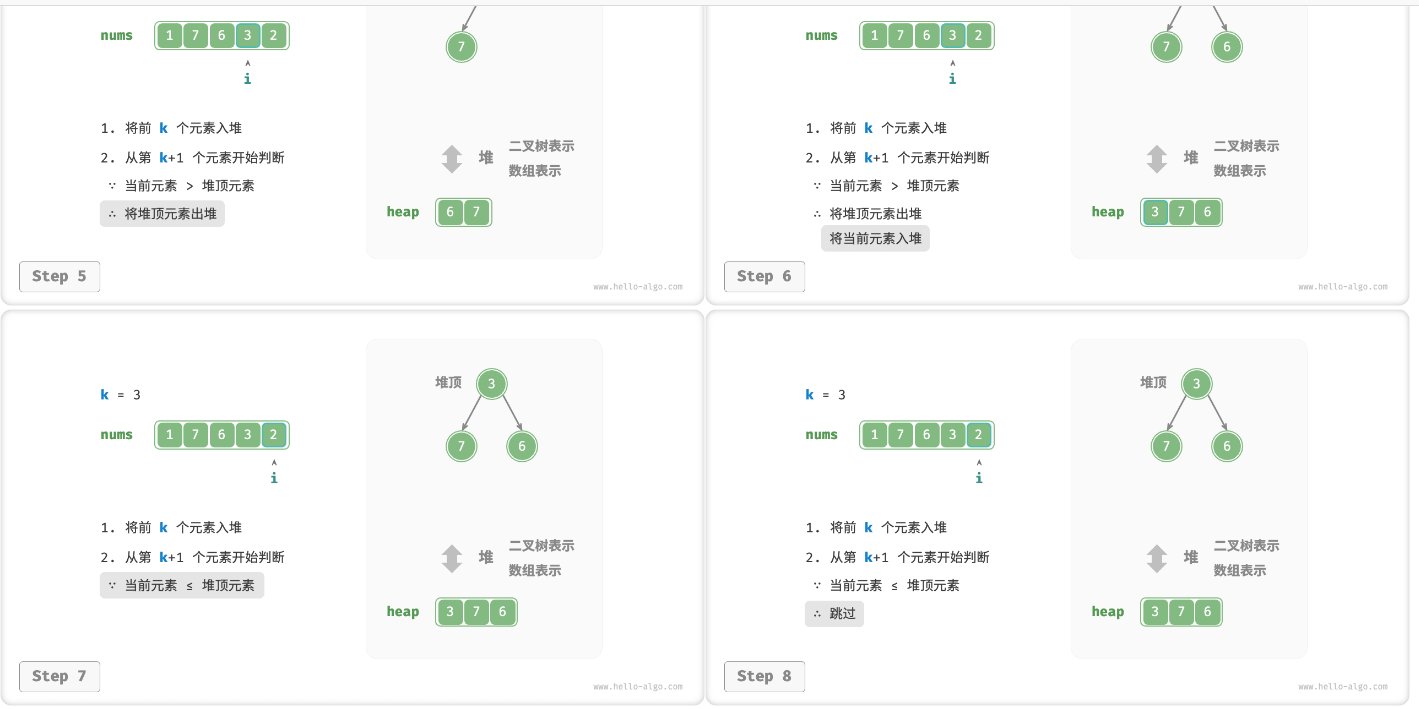 nums 1 7 6 3 2
7
i
1. 将前 k 个元素入堆
2. 从第 k+1 个元素开始判断
∵ 当前元素 > 堆顶元素
∴ 将堆顶元素出堆
堆
二叉树表示
数组表示
heap 6 7
Step 5
www.hello-algo.com
nums 1 7 6 3 2
7 6
i
1. 将前 k 个元素入堆
2. 从第 k+1 个元素开始判断
∵ 当前元素 > 堆顶元素
∴ 将堆顶元素出堆
将当前元素入堆
堆
二叉树表示
数组表示
heap 3 7 6
Step 6
www.hello-algo.com
k = 3
nums 1 7 6 3 2
i
堆顶 3
7 6
1. 将前 k 个元素入堆
2. 从第 k+1 个元素开始判断
∵ 当前元素 ≤ 堆顶元素
堆
二叉树表示
数组表示
heap 3 7 6
Step 7
www.hello-algo.com
k = 3
nums 1 7 6 3 2
i
堆顶 3
7 6
1. 将前 k 个元素入堆
2. 从第 k+1 个元素开始判断
∵ 当前元素 ≤ 堆顶元素
∴ 跳过
堆
二叉树表示
数组表示
heap 3 7 6
Step 8
www.hello-algo.com